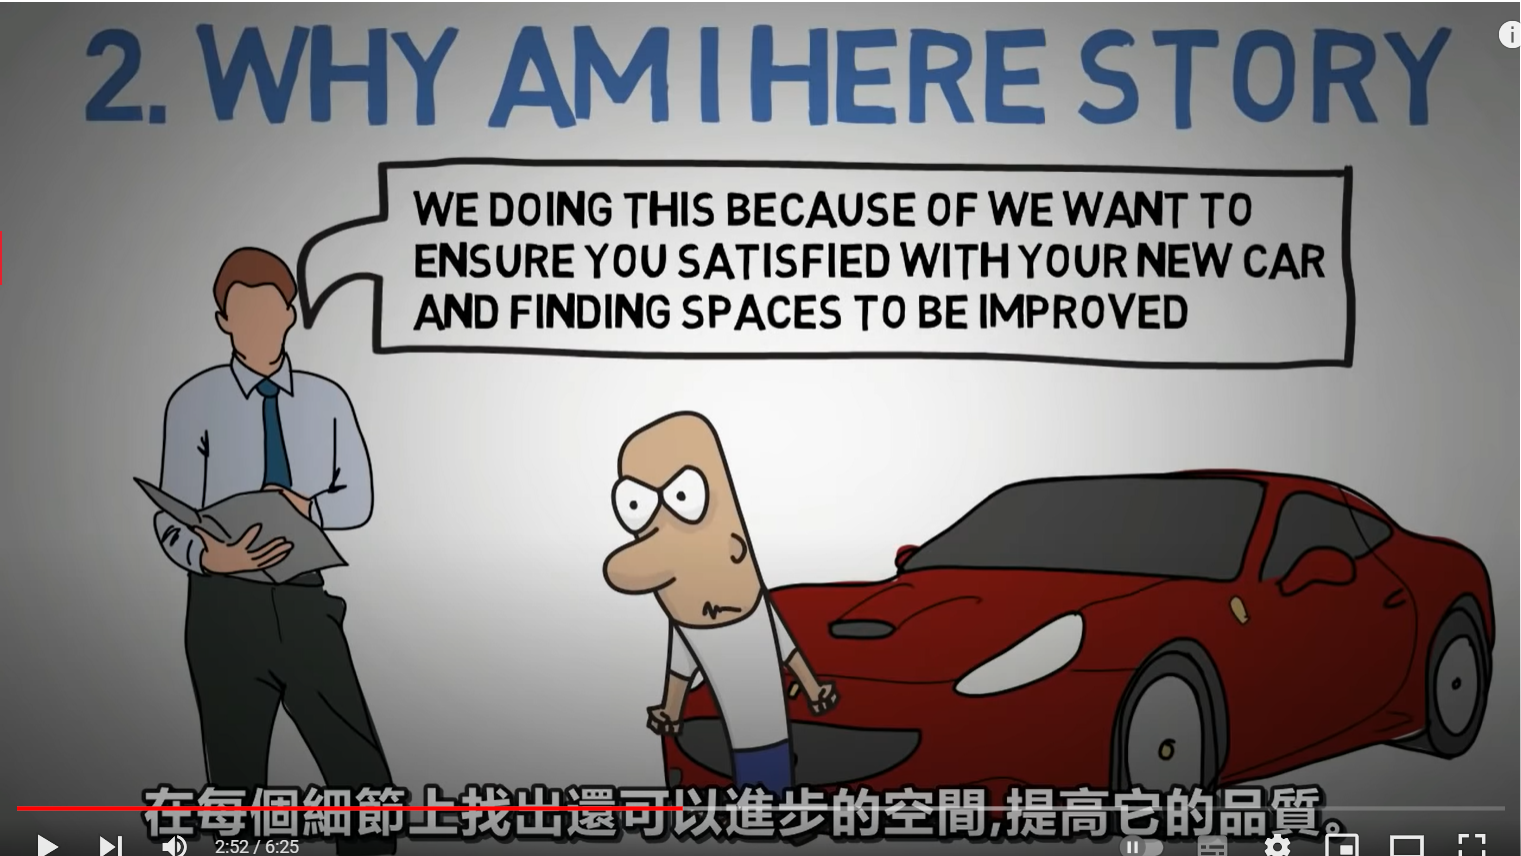 2. WHY AM I HERE STORY
WE DOING THIS BECAUSE OF WE WANT TO
ENSURE YOU SATISFIED WITH YOUR NEW CAR
AND FINDING SPACES TO BE IMPROVED
在每個細節上找出還可以進步的空間,提高它的品質。
2:52 / 6:25